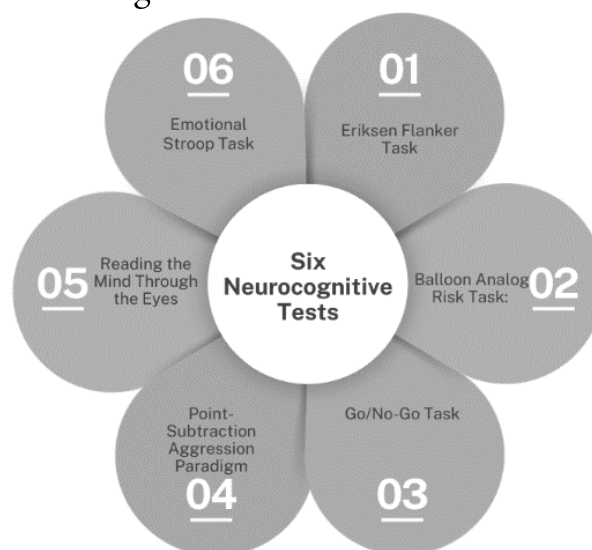 Six
Neurocognitive
Tests
01
Eriksen Flanker
Task
Balloon Analog
Risk Task:
02
Go/No-Go Task
03
Point-
Subtraction
Aggression
Paradigm
04
05
Reading the
Mind Through
the Eyes
06
Emotional
Stroop Task